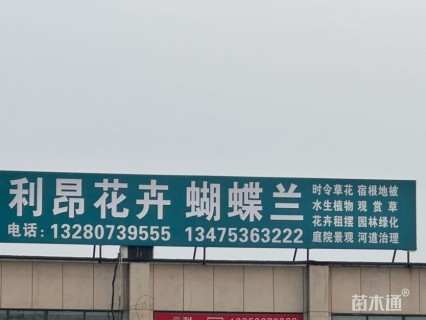 利昂花卉 蝴蝶兰
电话：13280739555 13475363222
时令草花 宿根地被
水生植物 观赏草
花卉租摆 园林绿化
庭院景观 河道治理
苗木通®